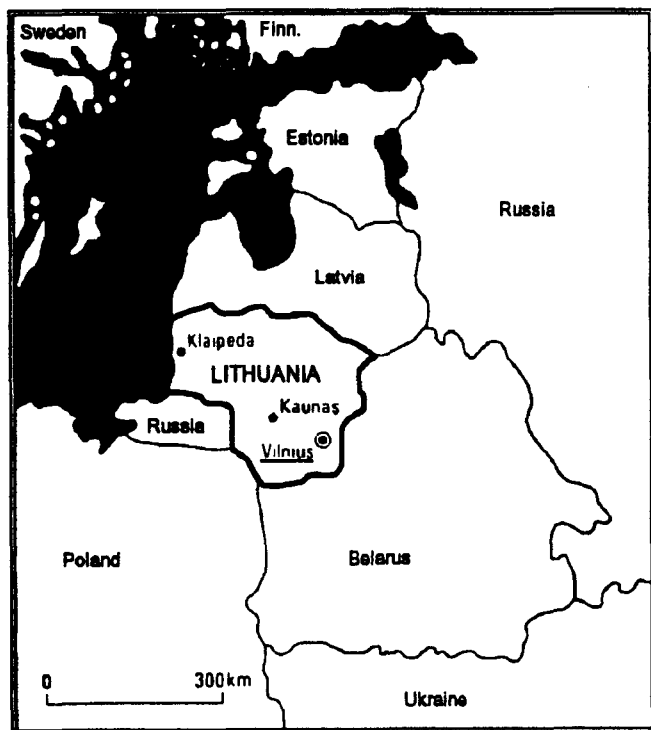 Sweden
Finn.
Estonia
Russia
Latvia
Klaipeda
LITHUANIA
Kaunas
Russia
Vilnius
Poland
Belarus
0 300km
Ukraine